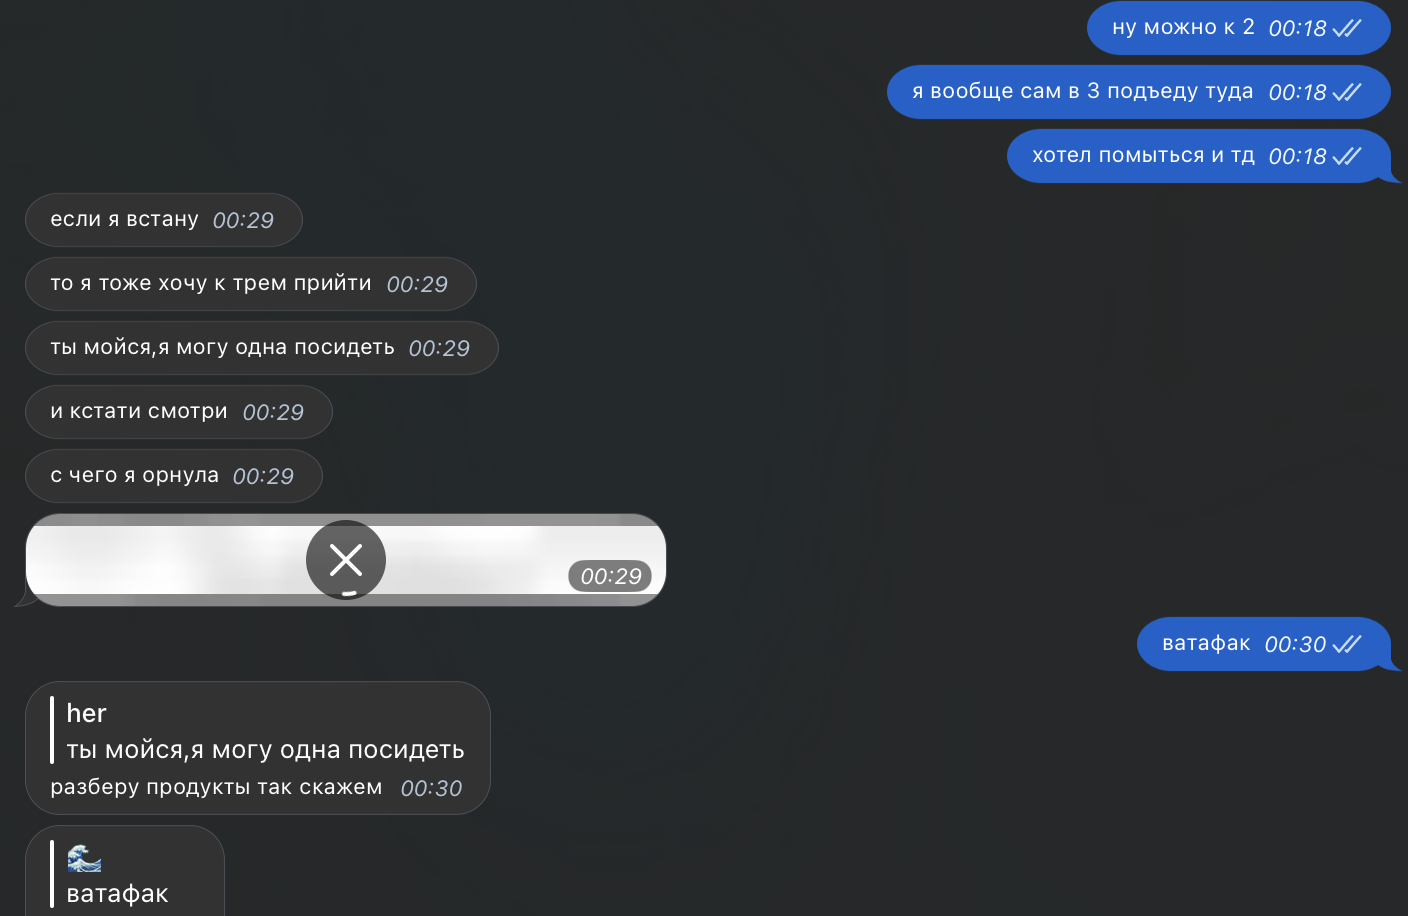 ну можно к 2 00:18
я вообще сам в 3 подъеду туда 00:18
хотел помыться и тд 00:18
если я встану 00:29
то я тоже хочу к трем прийти 00:29
ты мойся,я могу одна посидеть 00:29
и кстати смотри 00:29
с чего я орнула 00:29
00:29
ватафак 00:30
her
ты мойся,я могу одна посидеть
разберу продукты так скажем 00:30
🌊
ватафак